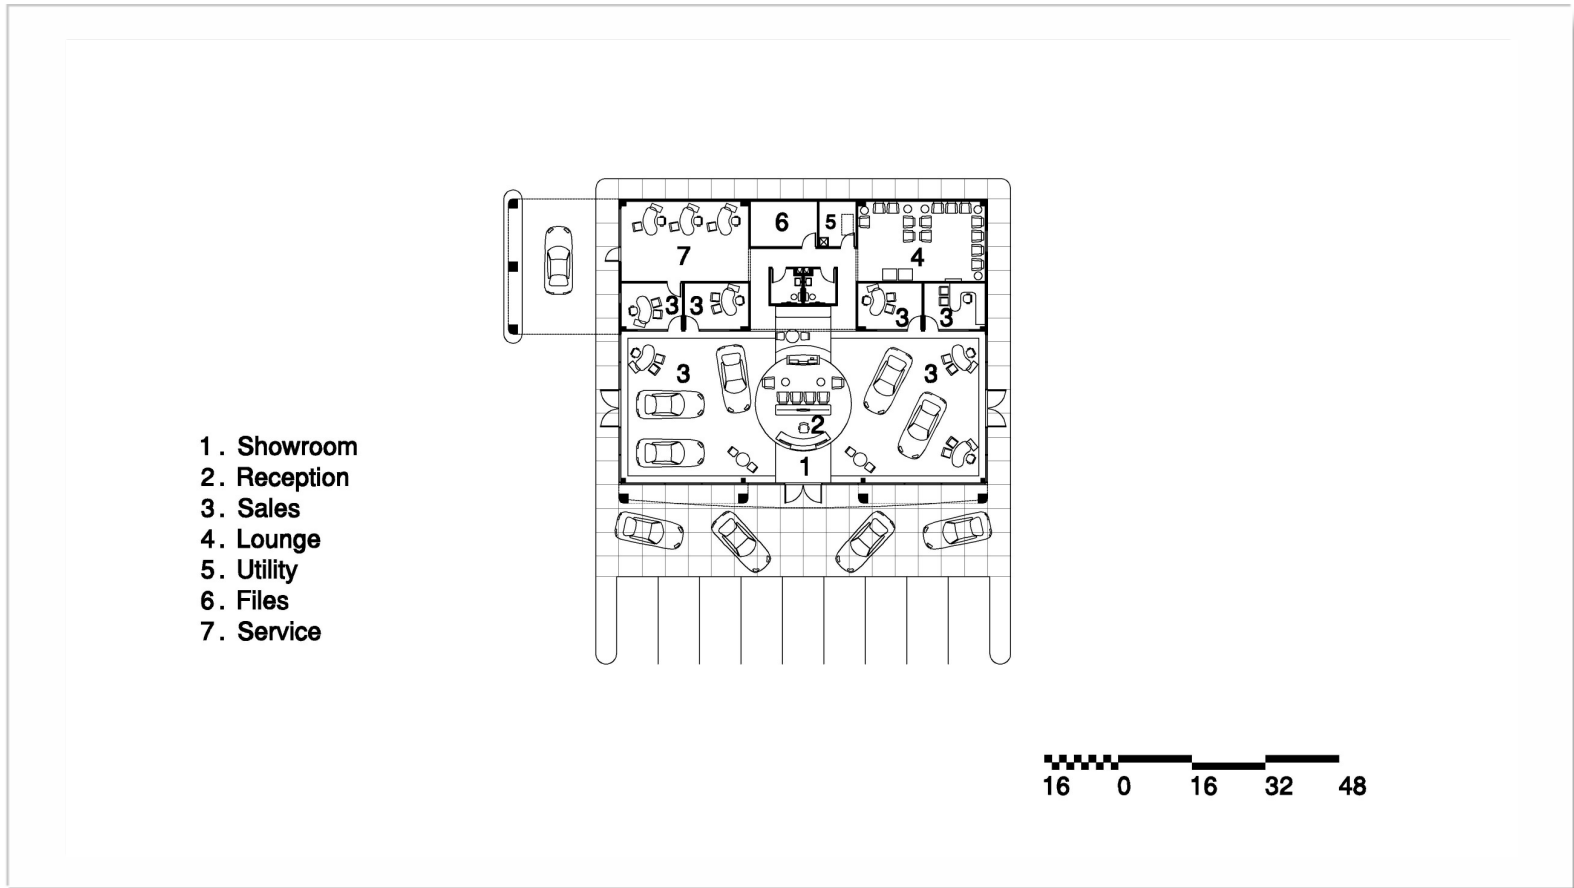 6
5
7
4
3 3
3 3
3
3
2
1
1. Showroom
2. Reception
3. Sales
4. Lounge
5. Utility
6. Files
7. Service
16 0 16 32 48